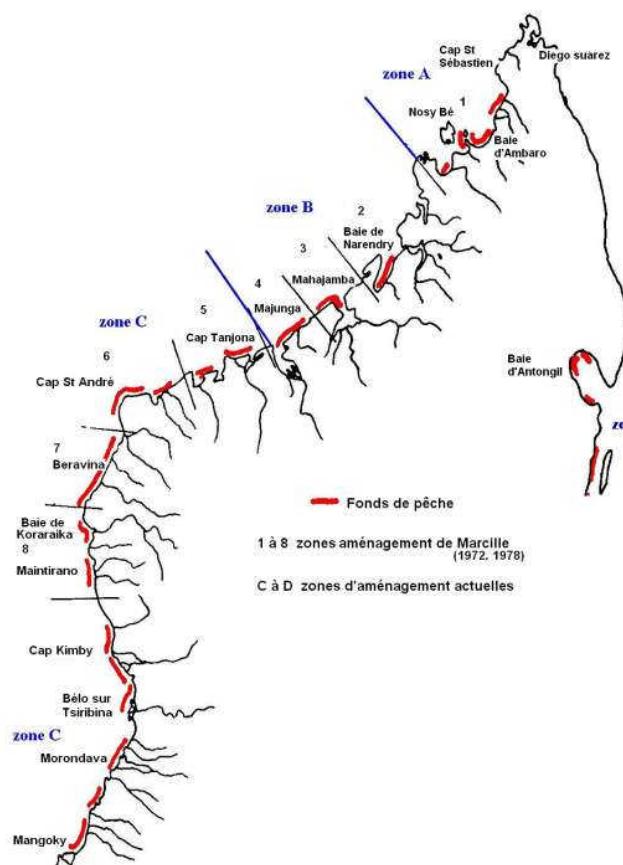 Cap St
Sébastien
Diego suarez
zone A
1
Nosy Bé
Baie
d'Ambaro
zone B
2
Baie de
Narendry
3
Mahajamba
4
Majunga
5
zone C
Cap Tanjona
6
Cap St André
Baie
d'Antongil
7
Beravina
Fonds de pêche
Baie de
Koraraika
8
1 à 8 zones aménagement de Marcille
(1972, 1978)
Maintirano
C à D zones d'aménagement actuelles
Cap Kimby
Bélo sur
Tsiribina
zone C
Morondava
Mangoky